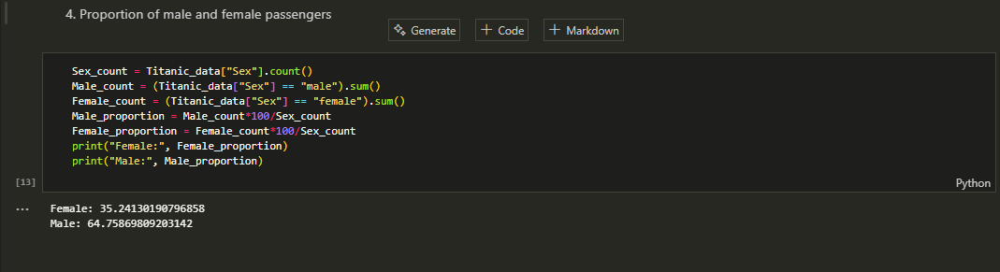 4. Proportion of male and female passengers
Generate + Code + Markdown
Sex_count = Titanic_data["Sex"].count()
Male_count = (Titanic_data["Sex"] == "male").sum()
Female_count = (Titanic_data["Sex"] == "female").sum()
Male_proportion = Male_count*100/Sex_count
Female_proportion = Female_count*100/Sex_count
print("Female:", Female_proportion)
print("Male:", Male_proportion)
[13]
Python
... Female: 35.24130190796858
Male: 64.75869809203142